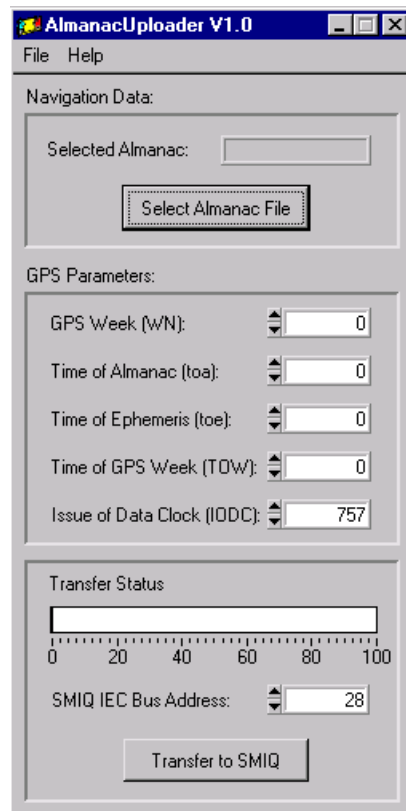 AlmanacUploader V1.0
File Help
Navigation Data:
Selected Almanac:
Select Almanac File
GPS Parameters:
GPS Week (WN): 0
Time of Almanac (toa): 0
Time of Ephemeris (toe): 0
Time of GPS Week (TOW): 0
Issue of Data Clock (IODC): 757
Transfer Status
0 20 40 60 80 100
SMIQ IEC Bus Address: 28
Transfer to SMIQ